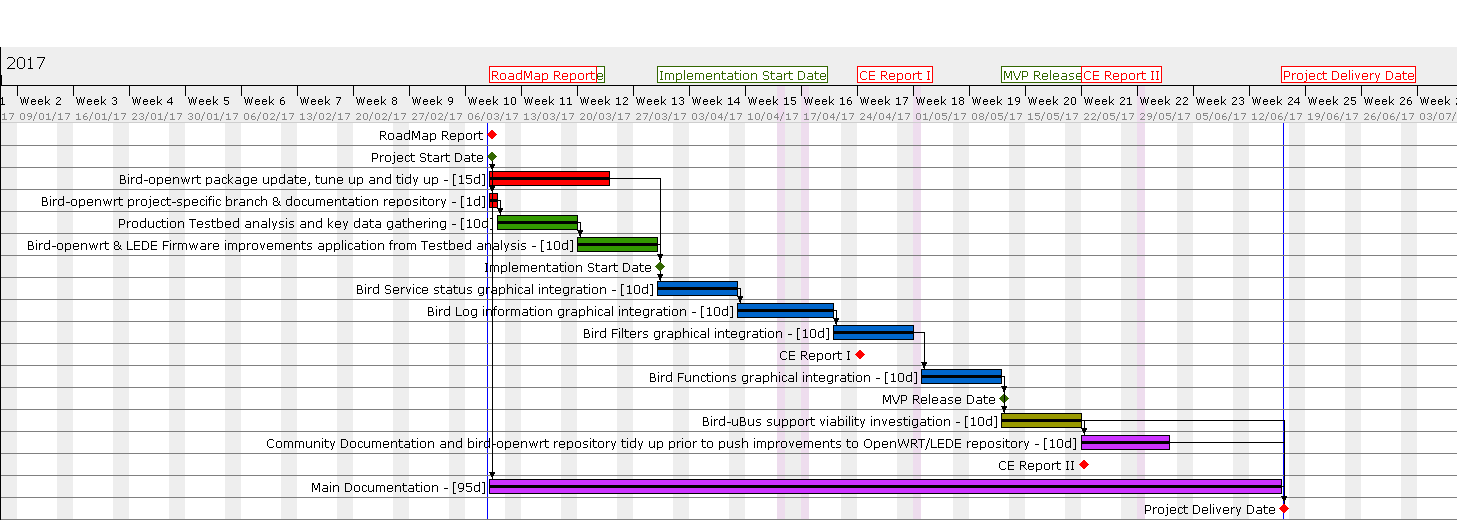 2017
RoadMap Report e Implementation Start Date CE Report I MVP Release CE Report II Project Delivery Date
1 Week 2 Week 3 Week 4 Week 5 Week 6 Week 7 Week 8 Week 9 Week 10 Week 11 Week 12 Week 13 Week 14 Week 15 Week 16 Week 17 Week 18 Week 19 Week 20 Week 21 Week 22 Week 23 Week 24 Week 25 Week 26 Week 2
17 09/01/17 16/01/17 23/01/17 30/01/17 06/02/17 13/02/17 20/02/17 27/02/17 06/03/17 13/03/17 20/03/17 27/03/17 03/04/17 10/04/17 17/04/17 24/04/17 01/05/17 08/05/17 15/05/17 22/05/17 29/05/17 05/06/17 12/06/17 19/06/17 26/06/17 03/07/
RoadMap Report
Project Start Date
Bird-openwrt package update, tune up and tidy up - [15d]
Bird-openwrt project-specific branch & documentation repository - [1d]
Production Testbed analysis and key data gathering - [10d]
Bird-openwrt & LEDE Firmware improvements application from Testbed analysis - [10d]
Implementation Start Date
Bird Service status graphical integration - [10d]
Bird Log information graphical integration - [10d]
Bird Filters graphical integration - [10d]
CE Report I
Bird Functions graphical integration - [10d]
MVP Release Date
Bird-uBus support viability investigation - [10d]
Community Documentation and bird-openwrt repository tidy up prior to push improvements to OpenWRT/LEDE repository - [10d]
CE Report II
Main Documentation - [95d]
Project Delivery Date